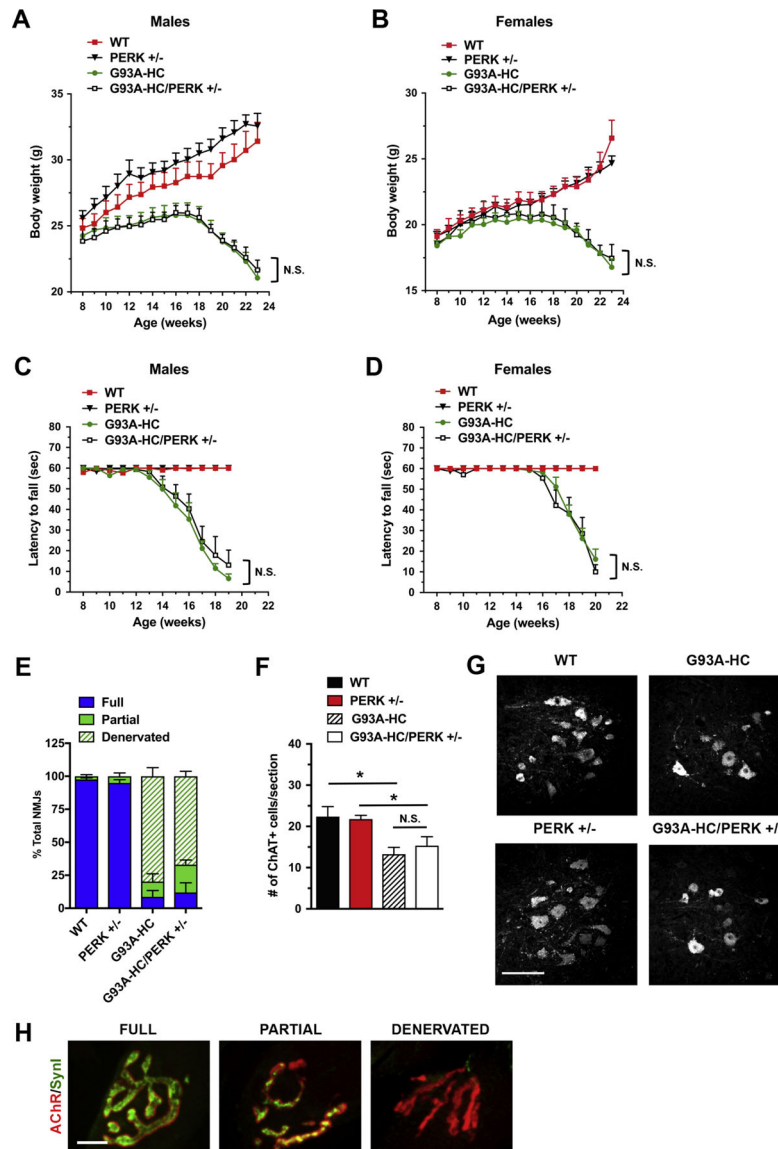 A
Males
WT
PERK +/-
G93A-HC
G93A-HC/PERK +/-
Body weight (g)
35
30
25
20
N.S.
8 10 12 14 16 18 20 22 24
Age (weeks)
B
Females
WT
PERK +/-
G93A-HC
G93A-HC/PERK +/-
Body weight (g)
30
25
20
15
N.S.
8 10 12 14 16 18 20 22 24
Age (weeks)
C
Males
WT
PERK +/-
G93A-HC
G93A-HC/PERK +/-
Latency to fall (sec)
80
70
60
50
40
30
20
10
0
N.S.
8 10 12 14 16 18 20 22
Age (weeks)
D
Females
WT
PERK +/-
G93A-HC
G93A-HC/PERK +/-
Latency to fall (sec)
80
70
60
50
40
30
20
10
0
N.S.
8 10 12 14 16 18 20 22
Age (weeks)
E
Full
Partial
Denervated
% Total NMJs
125
100
75
50
25
0
WT
PERK +/-
G93A-HC
G93A-HC/PERK +/-
F
WT
PERK +/-
G93A-HC
G93A-HC/PERK +/-
# of ChAT+ cells/section
40
30
20
10
0
*
*
N.S.
G
WT G93A-HC
PERK +/- G93A-HC/PERK +/
H
FULL PARTIAL DENERVATED
AChR/SynI